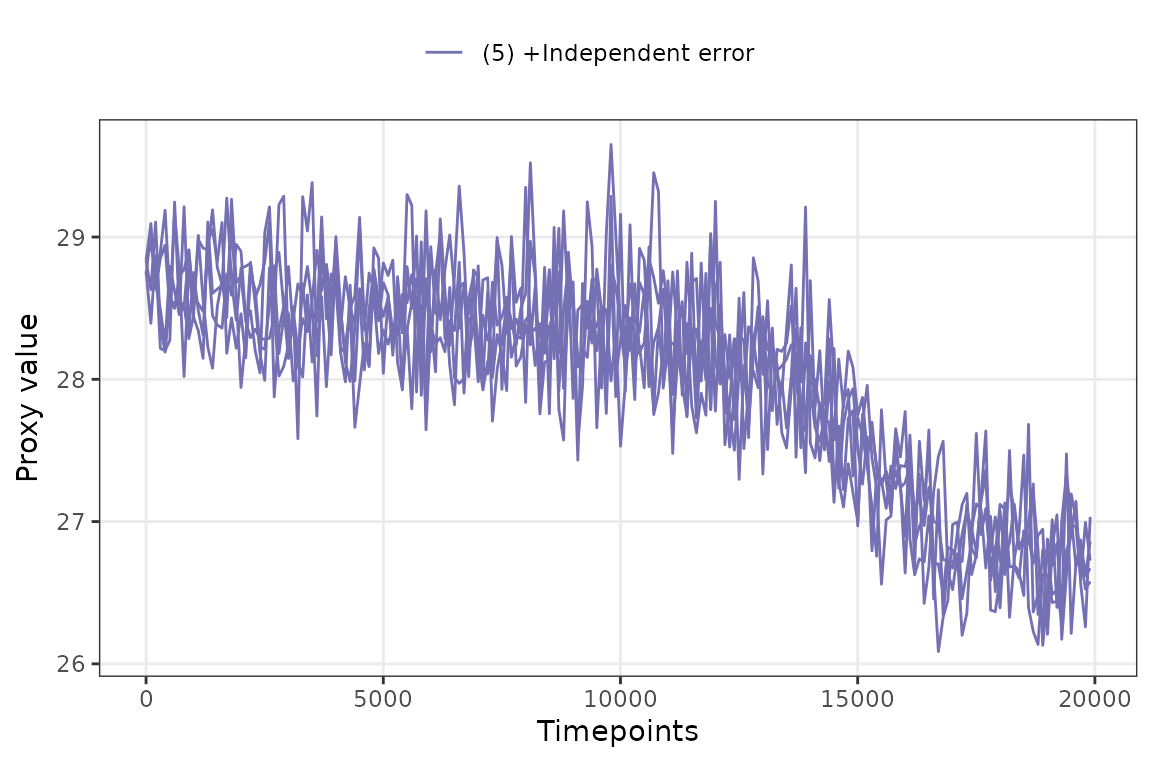 (5) +Independent error
29
28
27
26
Proxy value
0 5000 10000 15000 20000
Timepoints